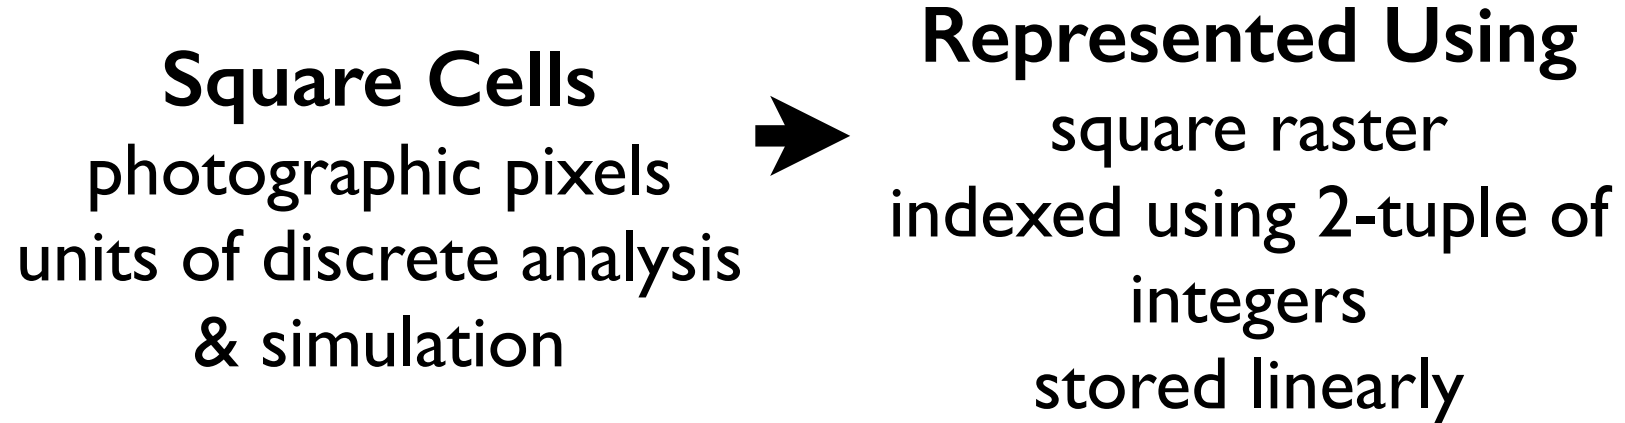 Square Cells
photographic pixels
units of discrete analysis
& simulation
Represented Using
square raster
indexed using 2-tuple of
integers
stored linearly